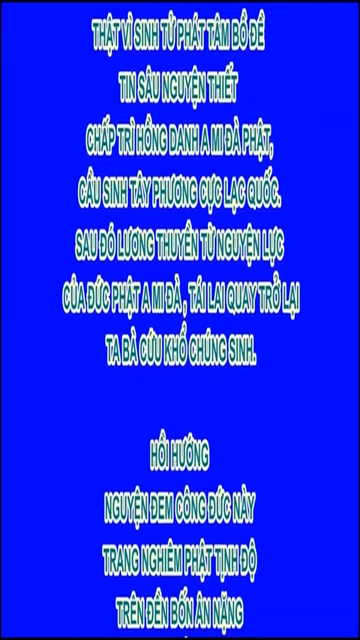 THẬT VÌ SINH TỬ PHÁT TÂM BỒ ĐỀ
TIN SÂU NGUYỆN THIẾT
CHẤP TRÌ HỒNG DANH A MI ĐÀ PHẬT,
CẦU SINH TÂY PHƯƠNG CỰC LẠC QUỐC.
SAU ĐÓ LƯƠNG THUYỀN TỪ NGUYỆN LỰC
CỦA ĐỨC PHẬT A MI ĐÀ , TÁI LAI QUAY TRỞ LẠI
TA BÀ CỨU KHỔ CHÚNG SINH.
HỒI HƯỚNG
NGUYỆN ĐEM CÔNG ĐỨC NÀY
TRANG NGHIÊM PHẬT TỊNH ĐỘ
TRÊN ĐỀN BỐN ÂN NẶNG